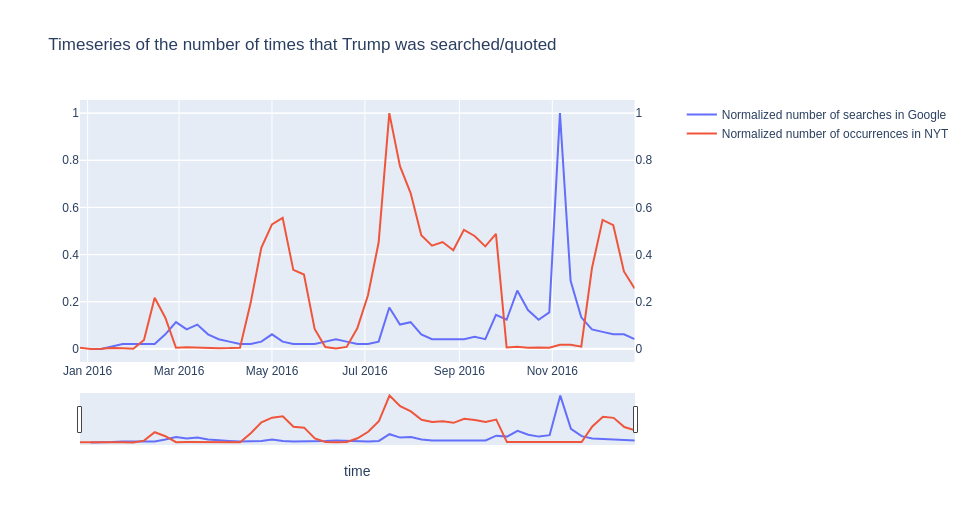 Timeseries of the number of times that Trump was searched/quoted
1
0.8
0.6
0.4
0.2
0
1
0.8
0.6
0.4
0.2
0
Jan 2016 Mar 2016 May 2016 Jul 2016 Sep 2016 Nov 2016
time
Normalized number of searches in Google
Normalized number of occurrences in NYT